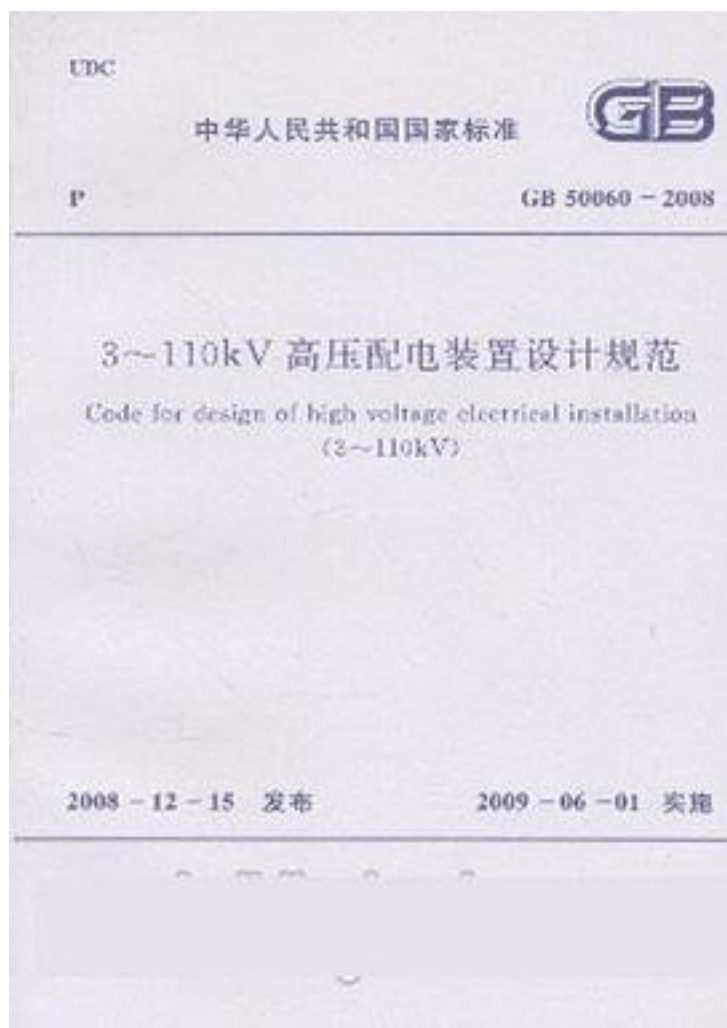 UDC
中华人民共和国国家标准
GB
P
GB 50060－2008
3～110kV 高压配电装置设计规范
Code for design of high voltage electrical installation
(3～110kV)
2008－12－15 发布
2009－06－01 实施